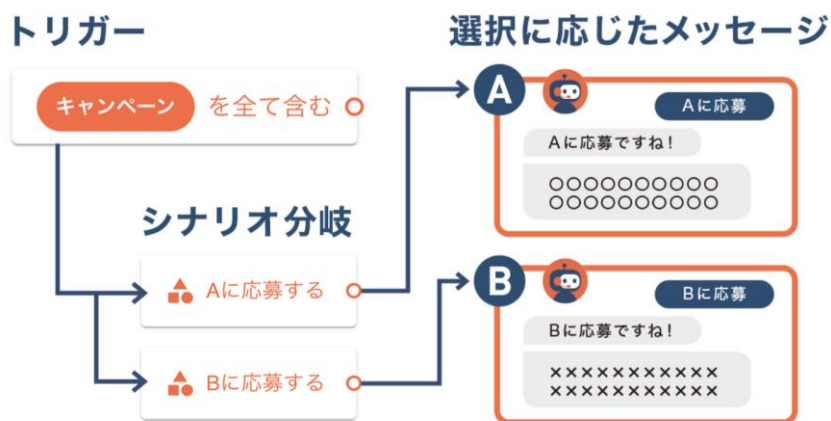 トリガー
キャンペーン を全て含む
シナリオ分岐
Aに応募する
Bに応募する
選択に応じたメッセージ
A
Aに応募
Aに応募ですね!
○○○○○○○○○○
○○○○○○○○○○
B
Bに応募
Bに応募ですね!
××××××××××
××××××××××